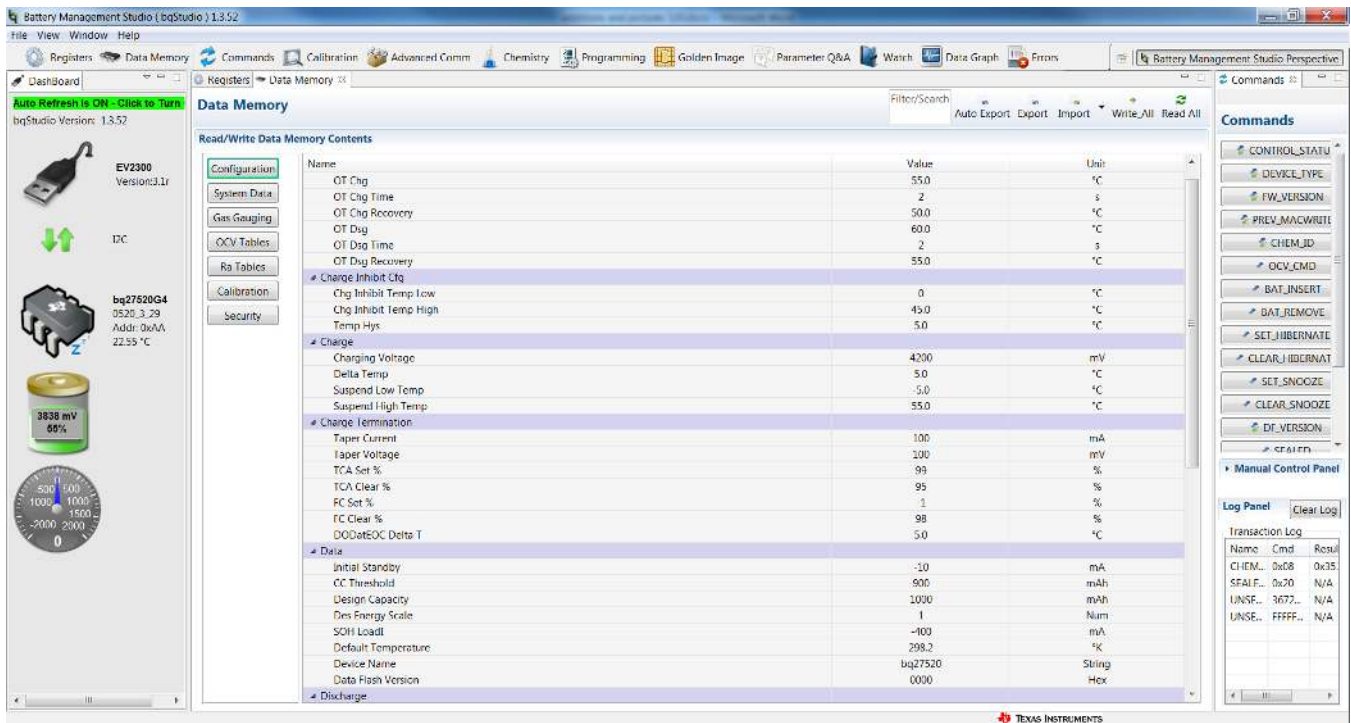 Battery Management Studio ( bqStudio ) 1.3.52
File View Window Help
Registers Data Memory Commands Calibration Advanced Comm Chemistry Programming Golden Image Parameter Q&A Watch Data Graph Errors Battery Management Studio Perspective
DashBoard
Auto Refresh is ON - Click to Turn
bqStudio Version: 1.3.52
EV2300
Version:3.1r
I2C
bq27520G4
0520_3_29
Addr: 0xAA
22.55 °C
3838 mV
Registers Data Memory
Data Memory
Filter/Search
Auto Export Export Import Write_All Read All
Read/Write Data Memory Contents
Configuration
System Data
Gas Gauging
OCV Tables
Ra Tables
Calibration
Security
Name Value Unit
OT Chg 55.0 °C
OT Chg Time 2 s
OT Chg Recovery 50.0 °C
OT Dsg 60.0 °C
OT Dsg Time 2 s
OT Dsg Recovery 55.0 °C
Charge Inhibit Cfg
Chg Inhibit Temp Low 0 °C
Chg Inhibit Temp High 45.0 °C
Temp Hys 5.0 °C
Charge
Charging Voltage 4200 mV
Delta Temp 5.0 °C
Suspend Low Temp -5.0 °C
Suspend High Temp 55.0 °C
Charge Termination
Taper Current 100 mA
Taper Voltage 100 mV
TCA Set % 99 %
TCA Clear % 95 %
FC Set % 1 %
FC Clear % 98 %
DODatEOC Delta T 5.0 °C
Data
Initial Standby -10 mA
CC Threshold 900 mAh
Design Capacity 1000 mAh
Des Energy Scale 1 Num
SOH LoadI -400 mA
Default Temperature 298.2 °K
Device Name bq27520 String
Data Flash Version 0000 Hex
Discharge
Commands
Commands
CONTROL_STATU
DEVICE_TYPE
FW_VERSION
PREV_MACWRITE
CHEM_ID
OCV_CMD
BAT_INSERT
BAT_REMOVE
SET_HIBERNATE
CLEAR_HIBERNAT
SET_SNOOZE
CLEAR_SNOOZE
DF_VERSION
SEALED
Manual Control Panel
Log Panel Clear Log
Transaction Log
Name Cmd Resul
CHEM... 0x08 0x35.
SEALE... 0x20 N/A
UNSE... 3672... N/A
UNSE... FFFFF... N/A
TEXAS INSTRUMENTS